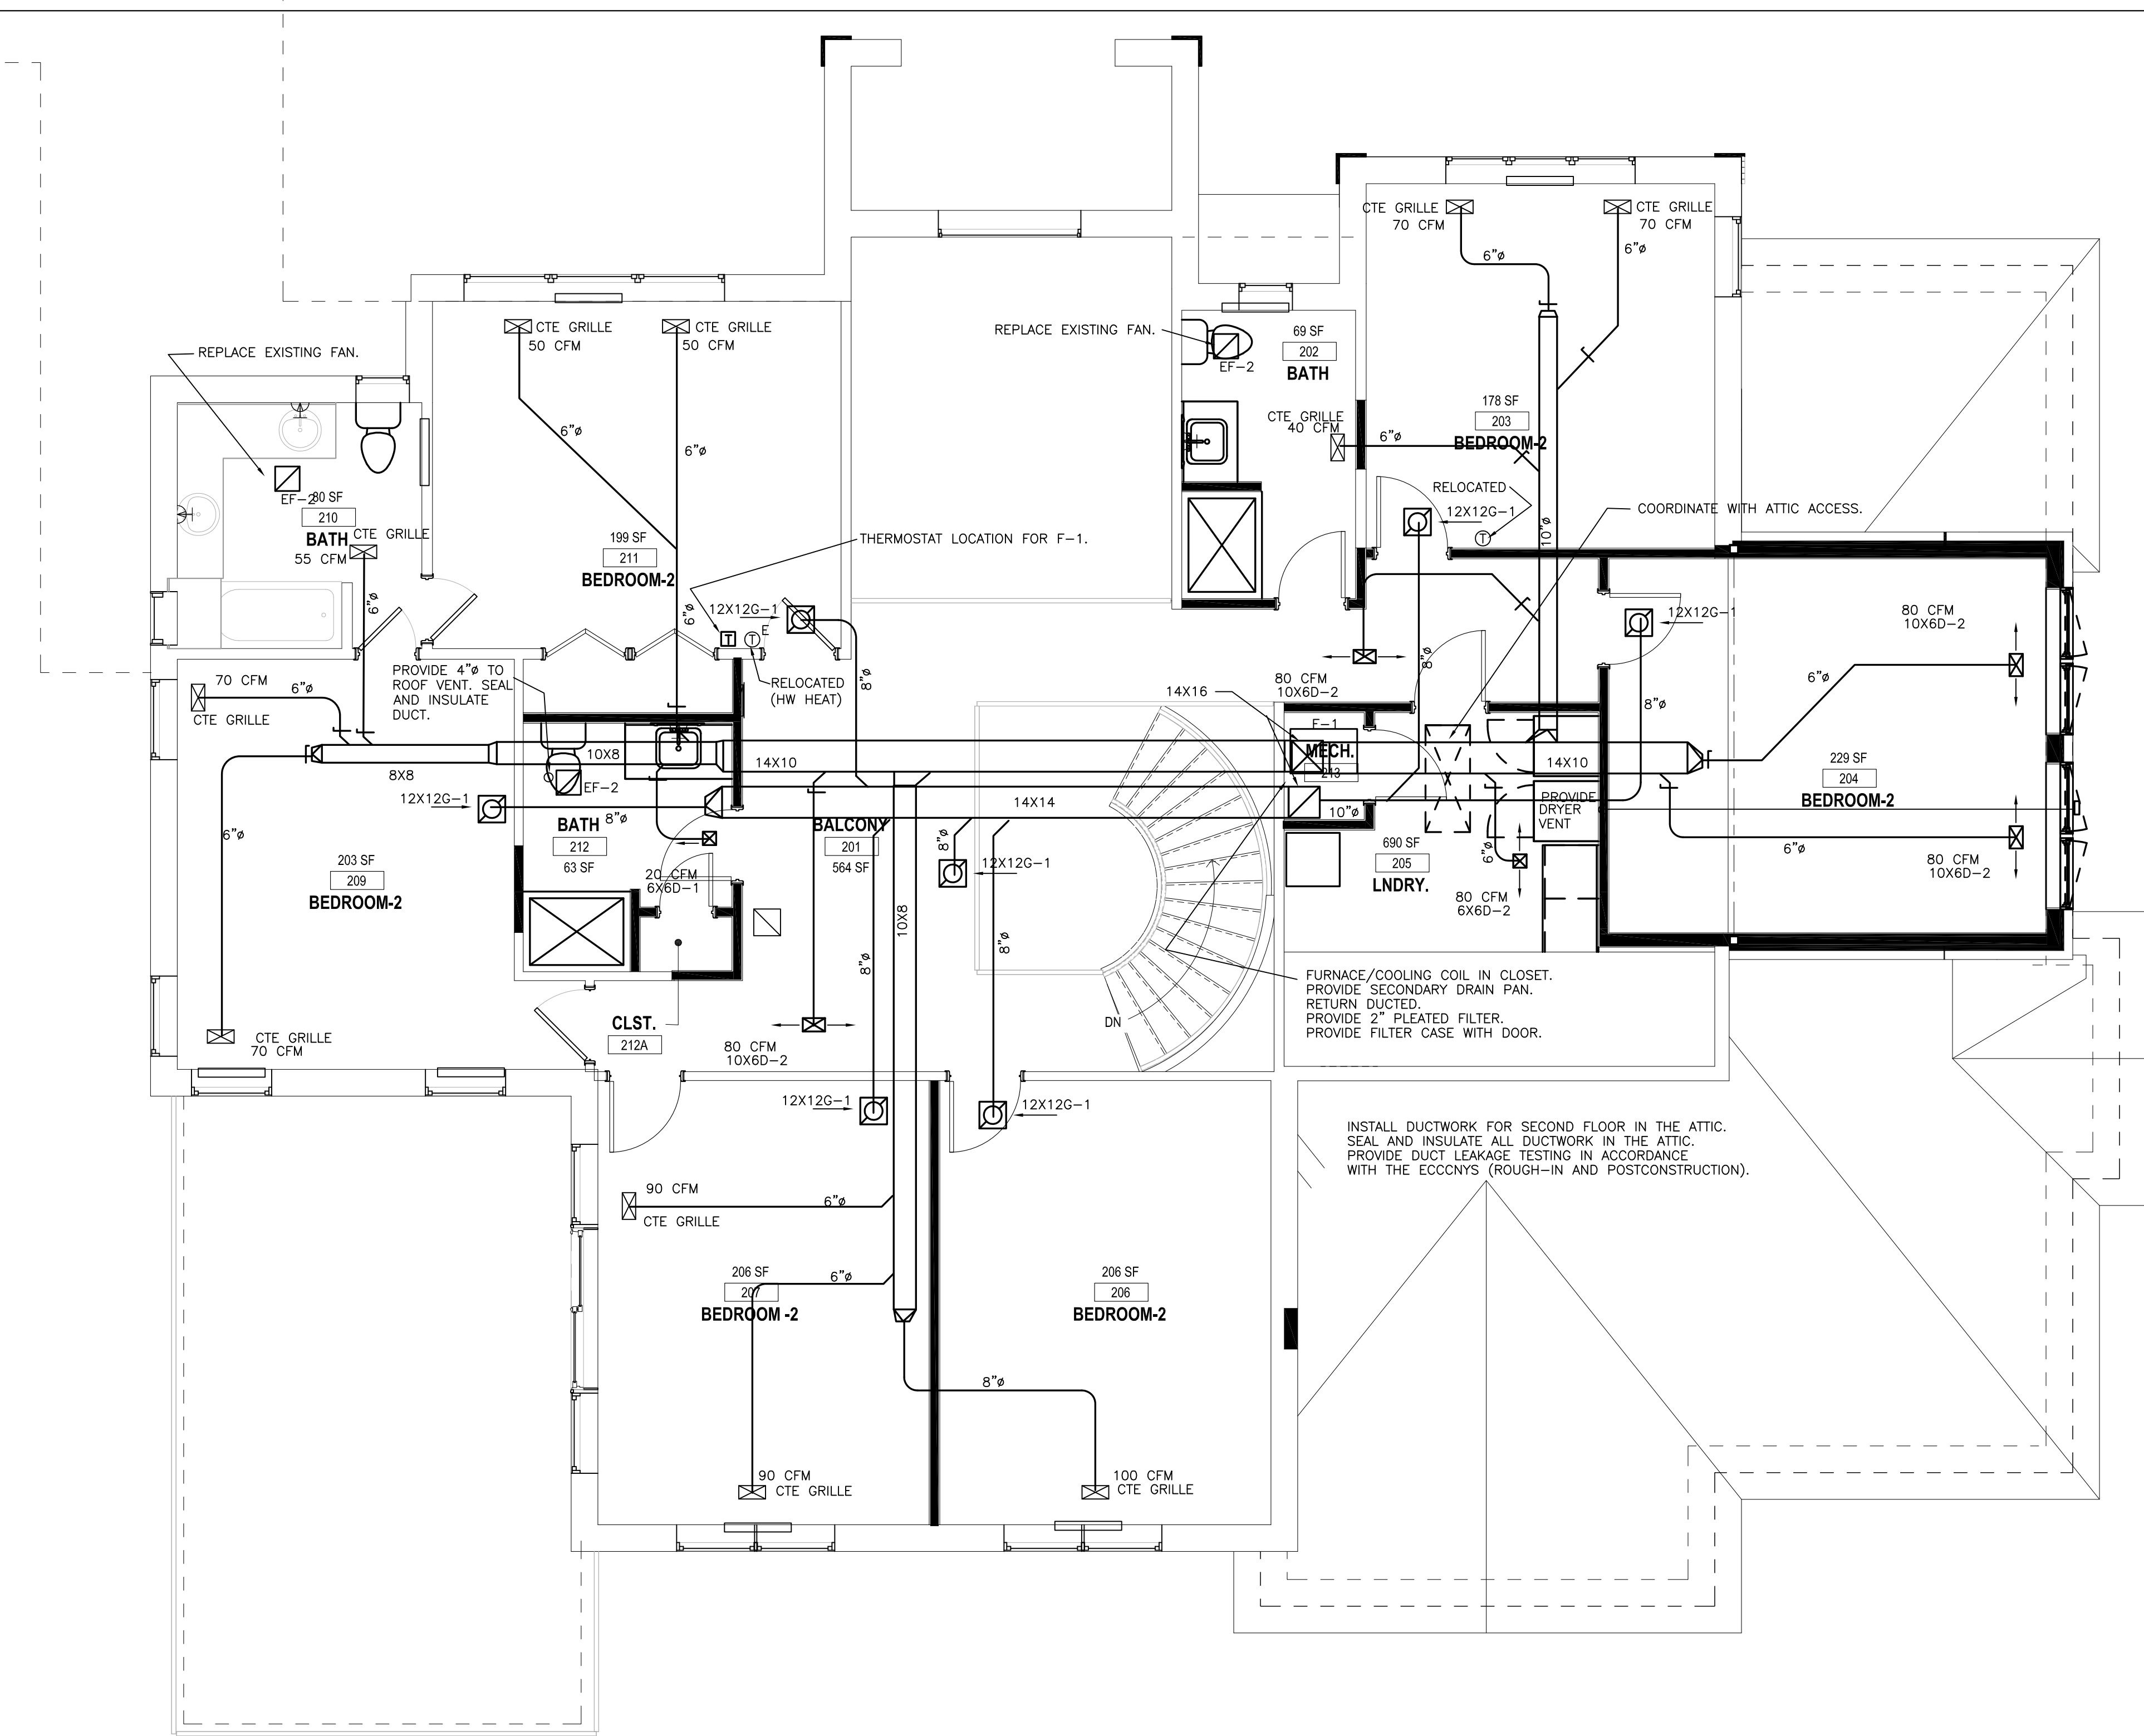 CTE GRILLE
70 CFM
CTE GRILLE
70 CFM
6"ø
6"ø
CTE GRILLE
50 CFM
CTE GRILLE
50 CFM
REPLACE EXISTING FAN.
69 SF
202
BATH
EF-2
REPLACE EXISTING FAN.
6"ø
6"ø
CTE GRILLE
40 CFM
6"ø
178 SF
203
BEDROOM-2
EF-2
80 SF
210
BATH
CTE GRILLE
55 CFM
6"ø
199 SF
211
BEDROOM-2
THERMOSTAT LOCATION FOR F-1.
RELOCATED
12X12G-1
T
10"ø
COORDINATE WITH ATTIC ACCESS.
6"ø
12X12G-1
T
T
E
8"ø
RELOCATED
(HW HEAT)
PROVIDE 4"ø TO
ROOF VENT. SEAL
AND INSULATE
DUCT.
70 CFM
6"ø
CTE GRILLE
80 CFM
10X6D-2
8"ø
12X12G-1
8"ø
80 CFM
10X6D-2
6"ø
14X16
F-1
MECH.
213
14X10
229 SF
204
BEDROOM-2
8X8
10X8
14X10
EF-2
12X12G-1
8"ø
14X14
10"ø
PROVIDE
DRYER
VENT
6"ø
BATH
212
63 SF
BALCONY
201
564 SF
20 CFM
6X6D-1
8"ø
12X12G-1
690 SF
205
LNDRY.
6"ø
80 CFM
6X6D-2
6"ø
80 CFM
10X6D-2
203 SF
209
BEDROOM-2
10X8
8"ø
8"ø
CTE GRILLE
70 CFM
CLST.
212A
80 CFM
10X6D-2
DN
FURNACE/COOLING COIL IN CLOSET.
PROVIDE SECONDARY DRAIN PAN.
RETURN DUCTED.
PROVIDE 2" PLEATED FILTER.
PROVIDE FILTER CASE WITH DOOR.
12X12G-1
12X12G-1
INSTALL DUCTWORK FOR SECOND FLOOR IN THE ATTIC.
SEAL AND INSULATE ALL DUCTWORK IN THE ATTIC.
PROVIDE DUCT LEAKAGE TESTING IN ACCORDANCE
WITH THE ECCCNYS (ROUGH-IN AND POSTCONSTRUCTION).
90 CFM
6"ø
CTE GRILLE
206 SF
207
BEDROOM -2
6"ø
206 SF
206
BEDROOM-2
8"ø
90 CFM
CTE GRILLE
100 CFM
CTE GRILLE